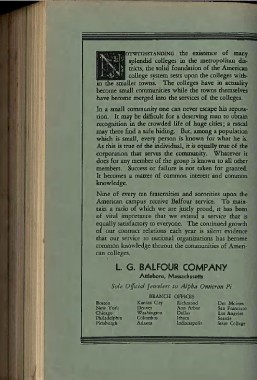 NOTWITHSTANDING the existence of many
splendid colleges in the metropolitan dis-
tricts, the solid foundation of the American
college system rests upon the colleges with-
in the smaller towns. The colleges have in actuality
become small communities while the towns themselves
have become merged into the services of the colleges.
In a small community one can never escape his reputa-
tion. It may be difficult for a deserving man to obtain
recognition in the crowded life of huge cities; a rascal
may there find a safe hiding. But, among a population
which is small, every person is known for what he is.
As this is true of the individual, it is equally true of the
corporation that serves the community. Whatever it
does for any member of the group is known to all other
members. Success or failure is not taken for granted.
It becomes a matter of common interest and common
knowledge.
Nine of every ten fraternities and sororities upon the
American campus receive Balfour service. To main-
tain a ratio of which we are justly proud, it has been
of vital importance that we extend a service that is
equally satisfactory to everyone. The continued growth
of our contract relations each year is silent evidence
that our service to national organizations has become
common knowledge thruout the communities of Ameri-
can colleges.
L. G. BALFOUR COMPANY
Attleboro, Massachusetts
Sole Official Jewelers to Alpha Omicron Pi
BRANCH OFFICES
Boston Kansas City Richmond Des Moines
New York Denver Ann Arbor San Francisco
Chicago Washington Dallas Los Angeles
Philadelphia Columbus Ithaca Seattle
Pittsburgh Atlanta Indianapolis State College